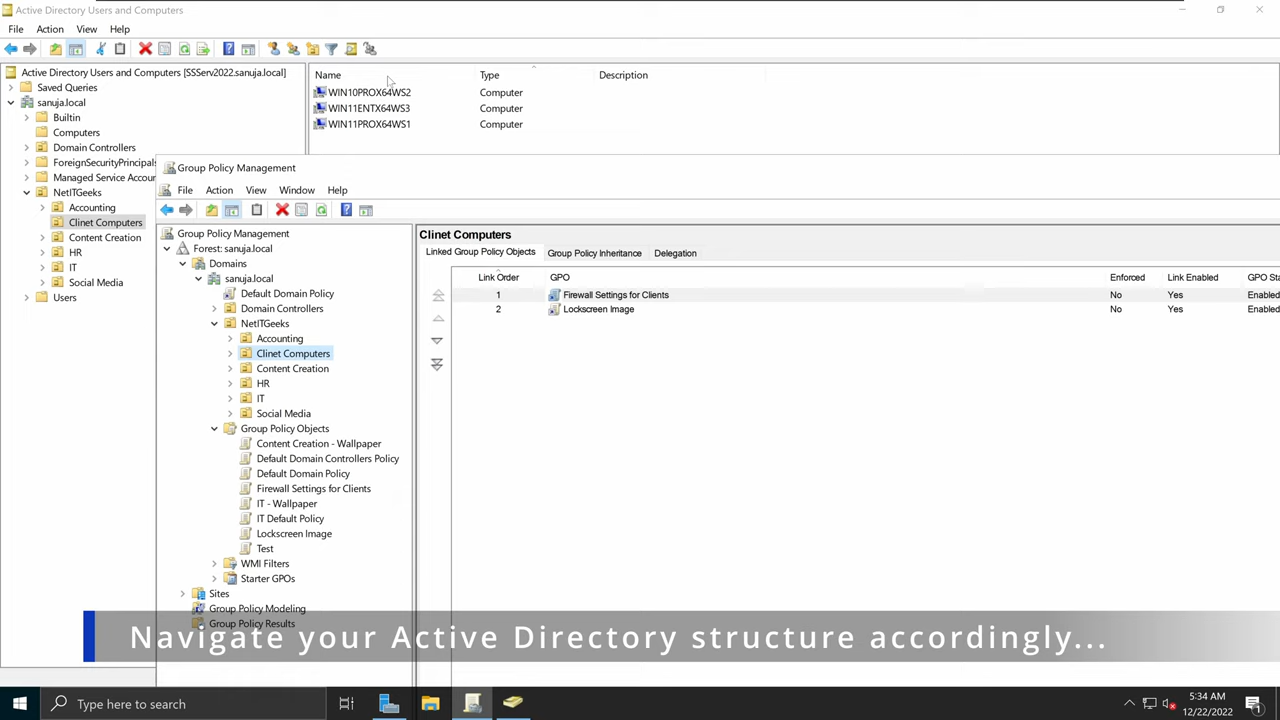 Active Directory Users and Computers
File Action View Help
Active Directory Users and Computers [SSServ2022.sanuja.local]
Saved Queries
sanuja.local
Builtin
Computers
Domain Controllers
ForeignSecurityPrincipals
Managed Service Accour
NetITGeeks
Accounting
Clinet Computers
Content Creation
HR
IT
Social Media
Users
Name Type Description
WIN10PROX64WS2 Computer
WIN11ENTX64WS3 Computer
WIN11PROX64WS1 Computer
Group Policy Management
File Action View Window Help
Group Policy Management
Forest: sanuja.local
Domains
sanuja.local
Default Domain Policy
Domain Controllers
NetITGeeks
Accounting
Clinet Computers
Content Creation
HR
IT
Social Media
Group Policy Objects
Content Creation - Wallpaper
Default Domain Controllers Policy
Default Domain Policy
Firewall Settings for Clients
IT - Wallpaper
IT Default Policy
Lockscreen Image
Test
WMI Filters
Starter GPOs
Sites
Group Policy Modeling
Group Policy Results
Clinet Computers
Linked Group Policy Objects Group Policy Inheritance Delegation
Link Order GPO Enforced Link Enabled GPO Sta
1 Firewall Settings for Clients No Yes Enabled
2 Lockscreen Image No Yes Enabled
Navigate your Active Directory structure accordingly...
Type here to search
5:34 AM
12/22/2022
1